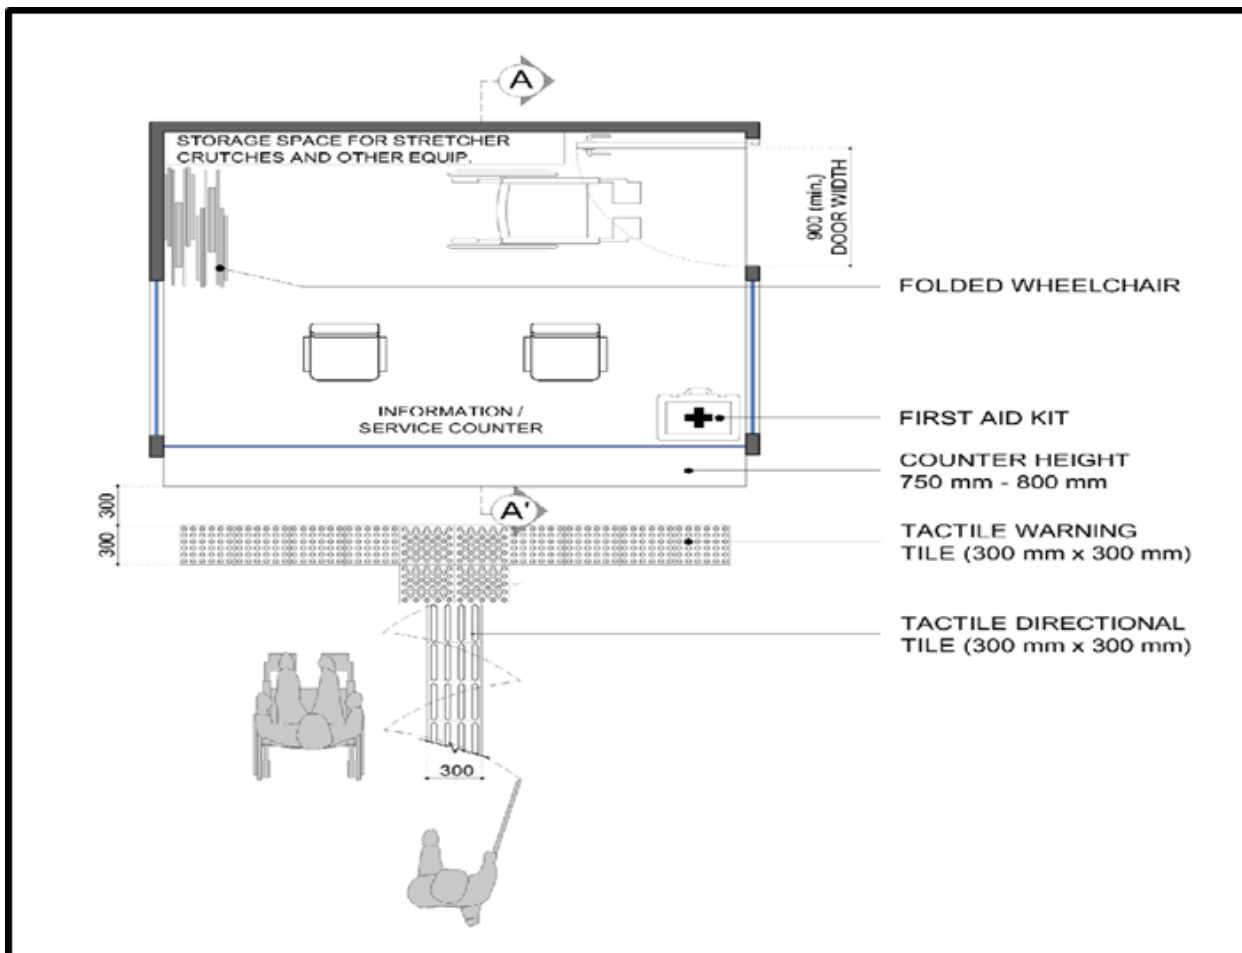 A
STORAGE SPACE FOR STRETCHER
CRUTCHES AND OTHER EQUIP.
900 (min.)
DOOR WIDTH
FOLDED WHEELCHAIR
INFORMATION /
SERVICE COUNTER
FIRST AID KIT
COUNTER HEIGHT
750 mm - 800 mm
300
A'
300
TACTILE WARNING
TILE (300 mm x 300 mm)
TACTILE DIRECTIONAL
TILE (300 mm x 300 mm)
300